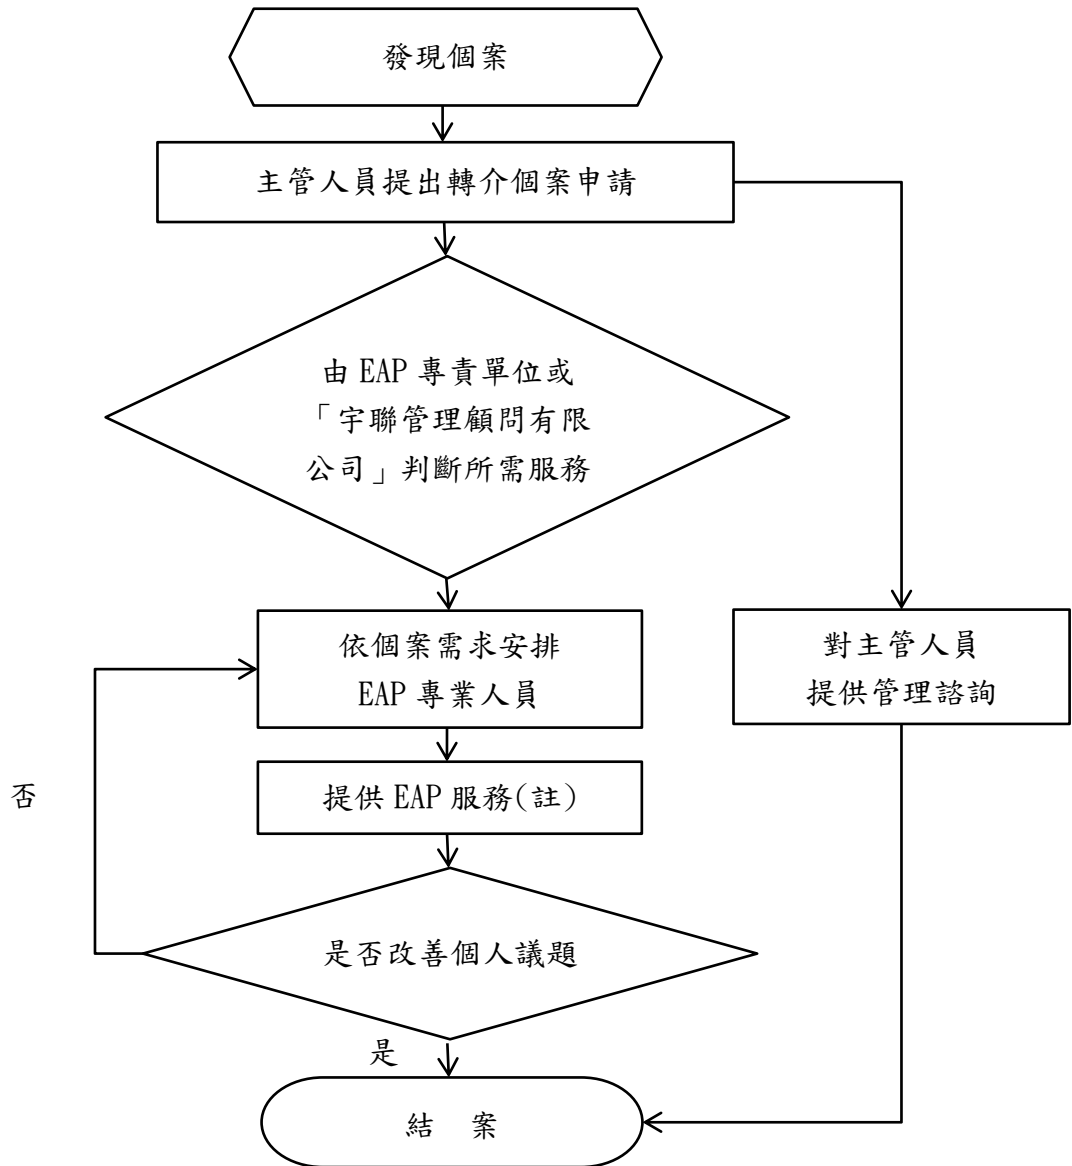 發現個案
主管人員提出轉介個案申請
由 EAP 專責單位或
「宇聯管理顧問有限
公司」判斷所需服務
依個案需求安排
EAP 專業人員
對主管人員
提供管理諮詢
提供 EAP 服務(註)
否
是否改善個人議題
是
結 案